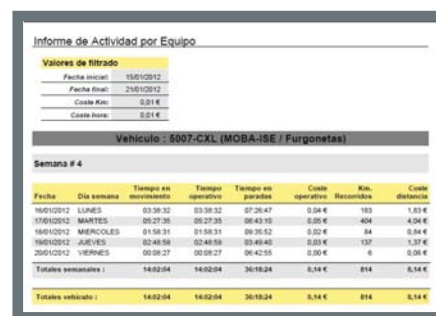 Informe de Actividad por Equipo
Valores de filtrado
Fecha inicial: 15/01/2012
Fecha final: 21/01/2012
Coste Km: 0,01 €
Coste hora: 0,01 €
Vehículo : 5007-CXL (MOBA-ISE / Furgonetas)
Semana # 4
Fecha Día semana Tiempo en movimiento Tiempo operativo Tiempo en paradas Coste operativo Km. Recorridos Coste distancia
16/01/2012 LUNES 03:38:32 03:38:32 07:26:47 0,04 € 183 1,83 €
17/01/2012 MARTES 05:27:35 05:27:35 08:43:10 0,05 € 404 4,04 €
18/01/2012 MIERCOLES 01:58:31 01:58:31 09:35:52 0,02 € 84 0,84 €
19/01/2012 JUEVES 02:48:59 02:48:59 03:49:40 0,03 € 137 1,37 €
20/01/2012 VIERNES 00:08:27 00:08:27 06:42:55 0,00 € 6 0,06 €
Totales semanales : 14:02:04 14:02:04 36:18:24 0,14 € 814 8,14 €
Totales vehículo : 14:02:04 14:02:04 36:18:24 0,14 € 814 8,14 €